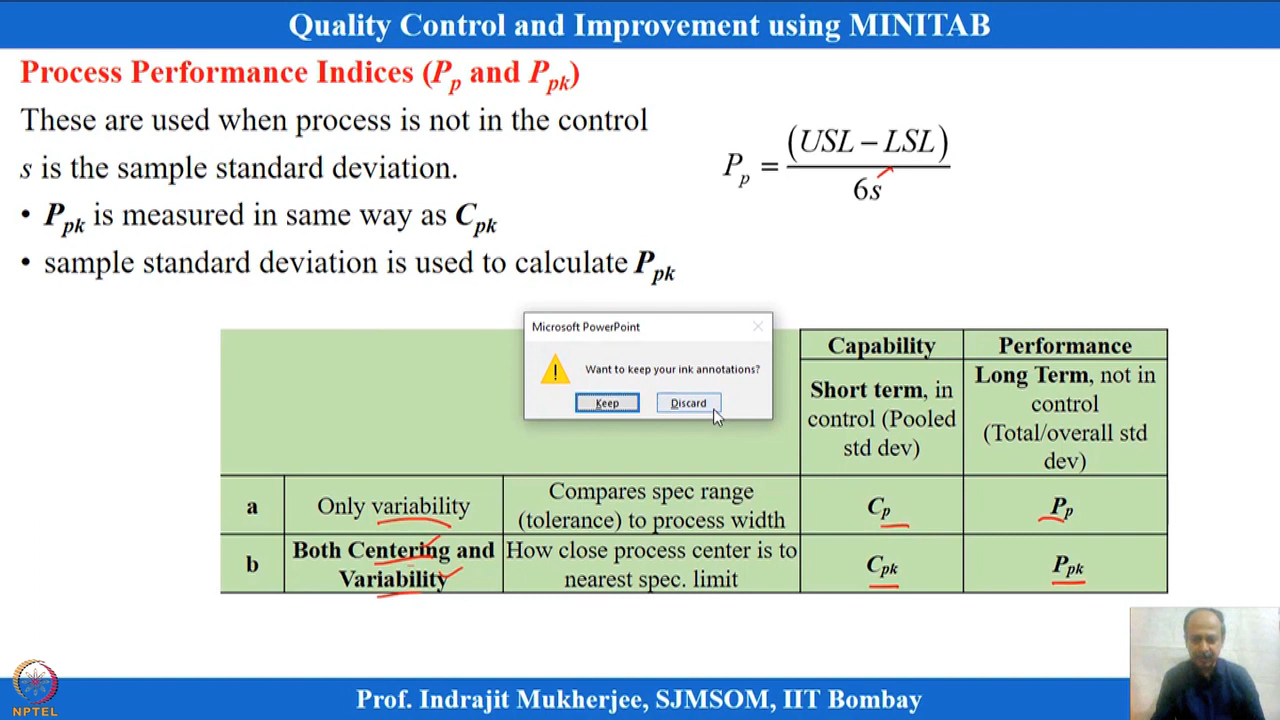 Quality Control and Improvement using MINITAB
Process Performance Indices (Pp and Ppk)
These are used when process is not in the control
s is the sample standard deviation.
• Ppk is measured in same way as Cpk
• sample standard deviation is used to calculate Ppk
Pp = (USL − LSL)
6s
Microsoft PowerPoint
Want to keep your ink annotations?
Keep Discard
Capability Performance
Short term, in
control (Pooled
std dev)
Long Term, not in
control
(Total/overall std
dev)
a Only variability
Compares spec range
(tolerance) to process width
Cp Pp
b
Both Centering and
Variability
How close process center is to
nearest spec. limit
Cpk Ppk
NPTEL
Prof. Indrajit Mukherjee, SJMSOM, IIT Bombay